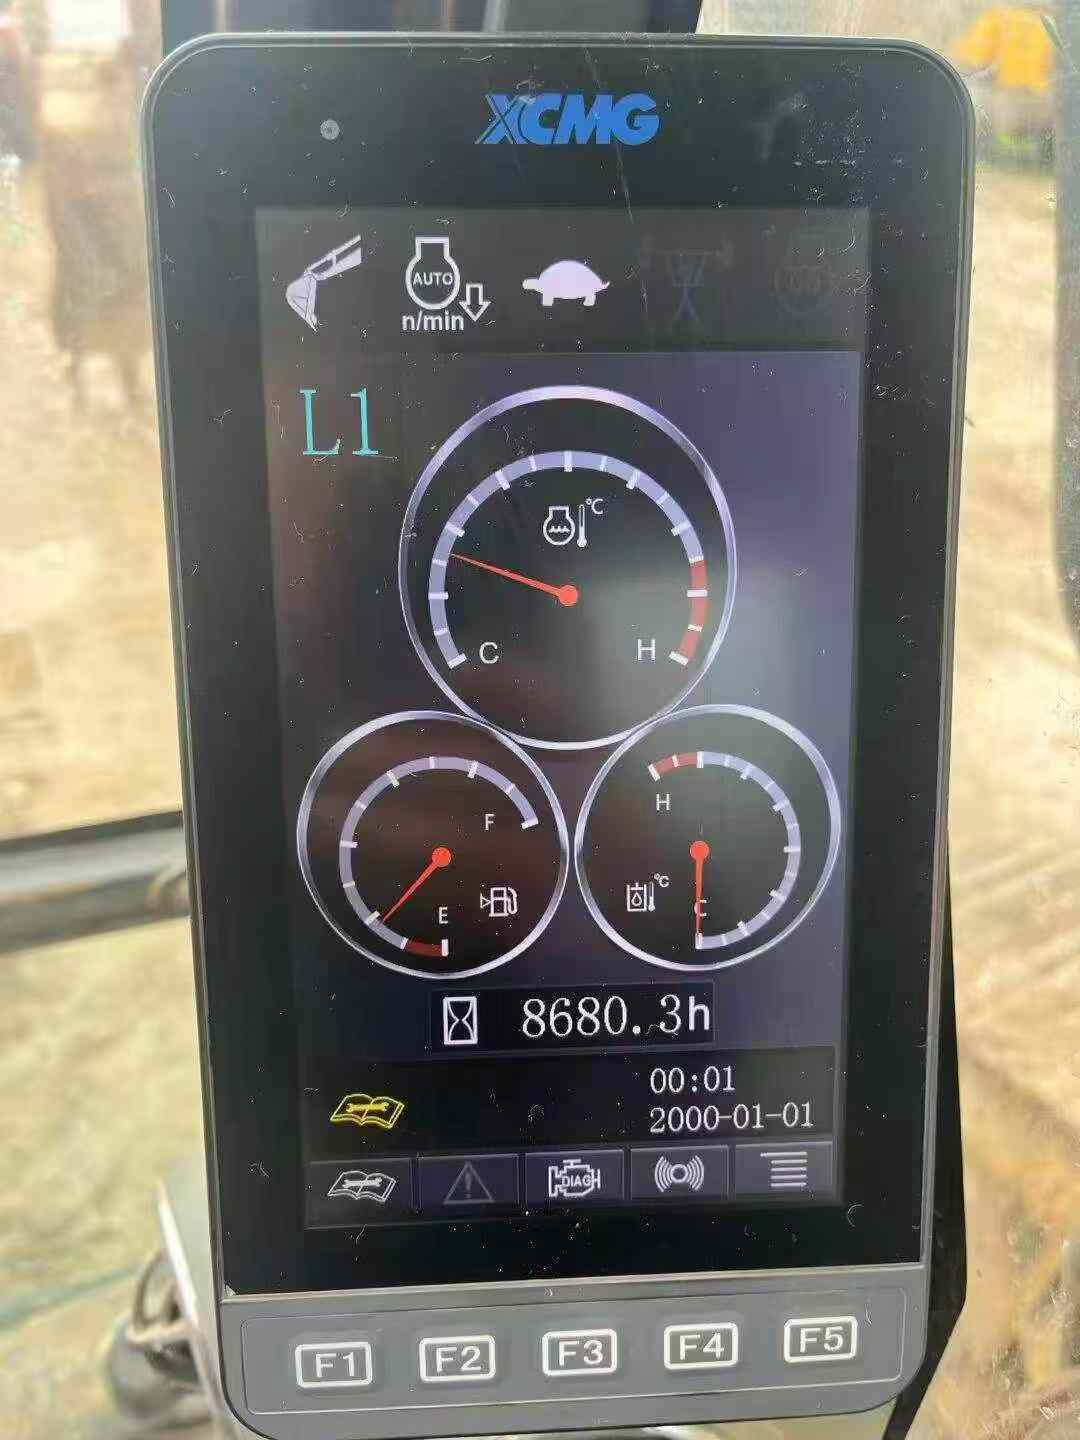 XCMG
AUTO
n/min
L1
°C
C
H
F
E
H
°C
C
8680.3h
00:01
2000-01-01
DIAG
F1
F2
F3
F4
F5